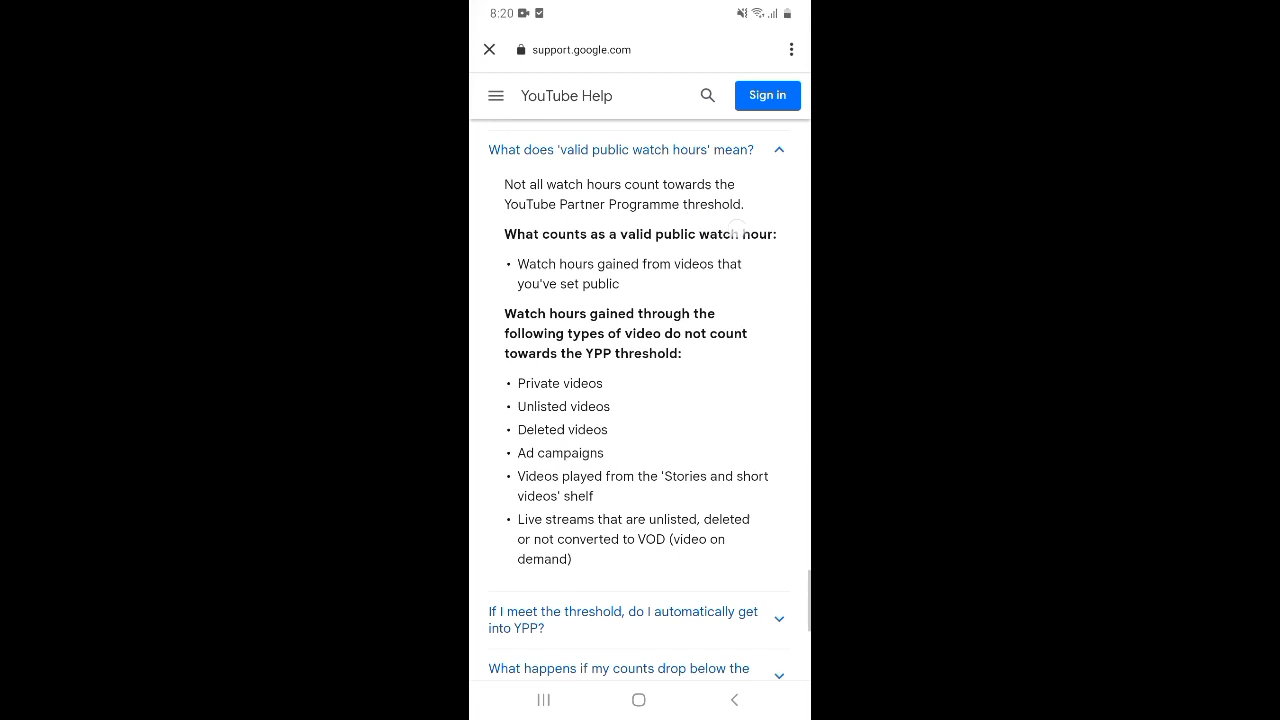 8:20
support.google.com
YouTube Help
Sign in
What does 'valid public watch hours' mean?
Not all watch hours count towards the
YouTube Partner Programme threshold.
What counts as a valid public watch hour:
• Watch hours gained from videos that
you've set public
Watch hours gained through the
following types of video do not count
towards the YPP threshold:
• Private videos
• Unlisted videos
• Deleted videos
• Ad campaigns
• Videos played from the 'Stories and short
videos' shelf
• Live streams that are unlisted, deleted
or not converted to VOD (video on
demand)
If I meet the threshold, do I automatically get
into YPP?
What happens if my counts drop below the